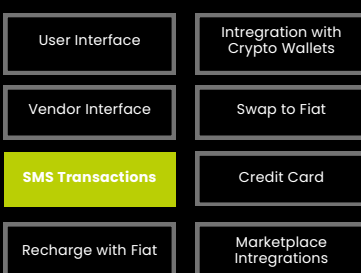 User Interface
Intregration with
Crypto Wallets
Vendor Interface
Swap to Fiat
SMS Transactions
Credit Card
Recharge with Fiat
Marketplace
Intregrations